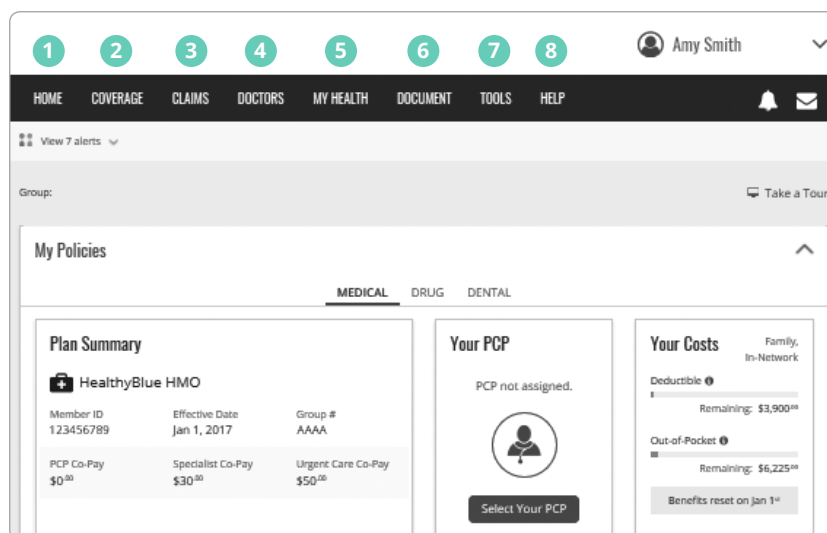 1 2 3 4 5 6 7 8
Amy Smith
HOME COVERAGE CLAIMS DOCTORS MY HEALTH DOCUMENT TOOLS HELP
View 7 alerts
Group:
Take a Tour
My Policies
MEDICAL DRUG DENTAL
Plan Summary
HealthyBlue HMO
Member ID Effective Date Group #
123456789 Jan 1, 2017 AAAA
PCP Co-Pay Specialist Co-Pay Urgent Care Co-Pay
$0.00 $30.00 $50.00
Your PCP
PCP not assigned.
Select Your PCP
Your Costs
Family,
In-Network
Deductible
Remaining: $3,900.00
Out-of-Pocket
Remaining: $6,225.00
Benefits reset on Jan 1st